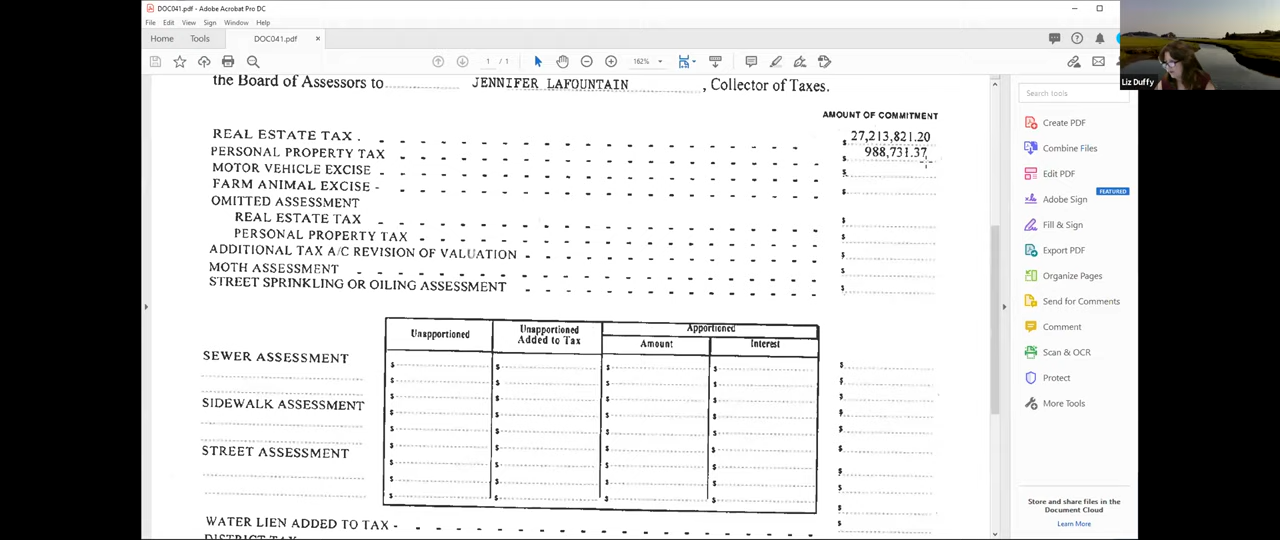 DOC041.pdf - Adobe Acrobat Pro DC
File Edit View Sign Window Help
Home Tools DOC041.pdf ×
1 / 1 162%
Liz Duffy
the Board of Assessors to JENNIFER LAFOUNTAIN , Collector of Taxes.
AMOUNT OF COMMITMENT
REAL ESTATE TAX . $ 27,213,821.20
PERSONAL PROPERTY TAX $ 988,731.37
MOTOR VEHICLE EXCISE $
FARM ANIMAL EXCISE - $
OMITTED ASSESSMENT
REAL ESTATE TAX $
PERSONAL PROPERTY TAX $
ADDITIONAL TAX A/C REVISION OF VALUATION $
MOTH ASSESSMENT $
STREET SPRINKLING OR OILING ASSESSMENT $
Unapportioned Unapportioned Added to Tax Apportioned
Amount Interest
SEWER ASSESSMENT $ $ $ $ $
$ $ $ $ $
$ $ $ $ $
SIDEWALK ASSESSMENT $ $ $ $ $
$ $ $ $ $
STREET ASSESSMENT $ $ $ $ $
$ $ $ $ $
$ $ $ $ $
$ $ $ $ $
WATER LIEN ADDED TO TAX - $
DISTRICT TAX
Search tools
Create PDF
Combine Files
Edit PDF
Adobe Sign FEATURED
Fill & Sign
Export PDF
Organize Pages
Send for Comments
Comment
Scan & OCR
Protect
More Tools
Store and share files in the
Document Cloud
Learn More